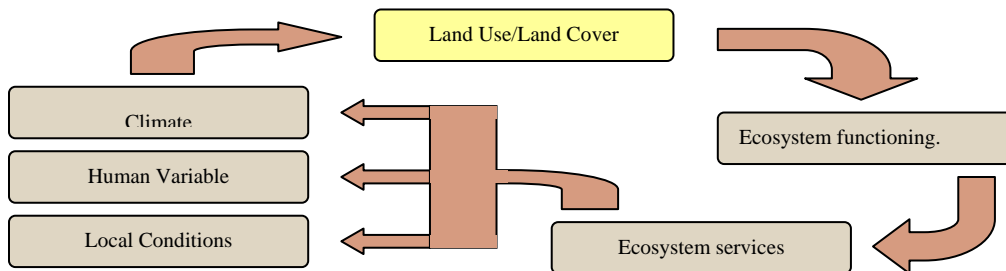 Land Use/Land Cover
Climate
Ecosystem functioning.
Human Variable
Local Conditions
Ecosystem services